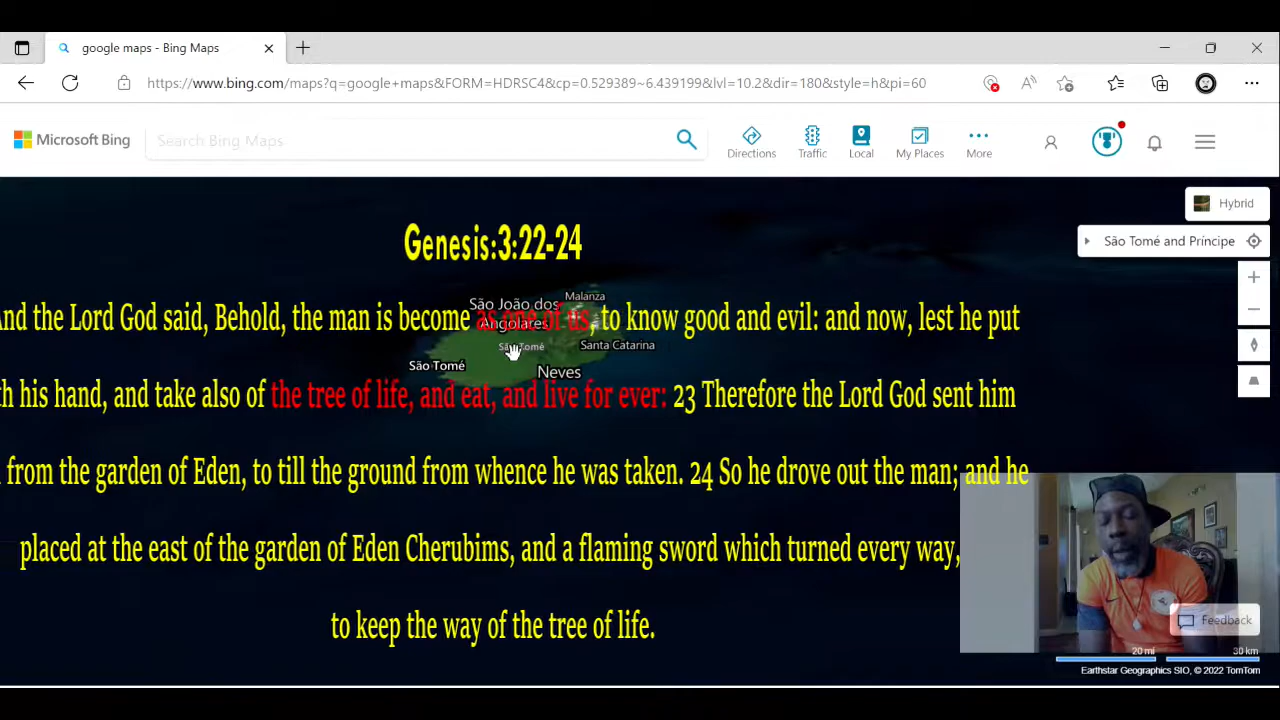 google maps - Bing Maps
https://www.bing.com/maps?q=google+maps&FORM=HDRSC4&cp=0.529389~6.439199&lvl=10.2&dir=180&style=h&pi=60
Microsoft Bing
Search Bing Maps
Directions
Traffic
Local
My Places
More
Hybrid
São Tomé and Príncipe
Genesis:3:22-24
And the Lord God said, Behold, the man is become as one of us, to know good and evil: and now, lest he put
his hand, and take also of the tree of life, and eat, and live for ever: 23 Therefore the Lord God sent him
from the garden of Eden, to till the ground from whence he was taken. 24 So he drove out the man; and he
placed at the east of the garden of Eden Cherubims, and a flaming sword which turned every way,
to keep the way of the tree of life.
Malanza
São João dos
Angolares
São Tomé
Santa Catarina
São Tomé
Neves
Feedback
20 mi
30 km
Earthstar Geographics SIO, © 2022 TomTom